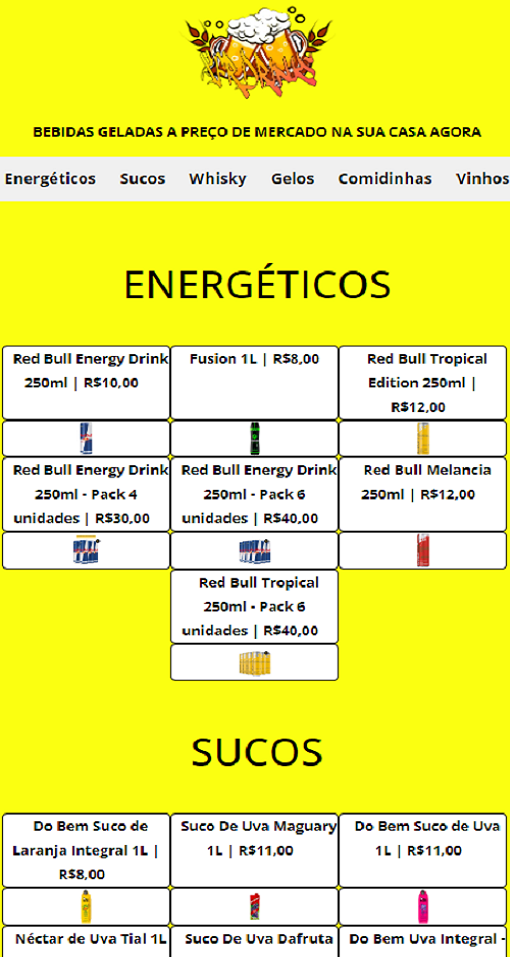 BEBIDAS GELADAS A PREÇO DE MERCADO NA SUA CASA AGORA
Energéticos Sucos Whisky Gelos Comidinhas Vinhos
ENERGÉTICOS
Red Bull Energy Drink
250ml | R$10,00
Fusion 1L | R$8,00
Red Bull Tropical
Edition 250ml |
R$12,00
Red Bull Energy Drink
250ml - Pack 4
unidades | R$30,00
Red Bull Energy Drink
250ml - Pack 6
unidades | R$40,00
Red Bull Melancia
250ml | R$12,00
Red Bull Tropical
250ml - Pack 6
unidades | R$40,00
SUCOS
Do Bem Suco de
Laranja Integral 1L |
R$8,00
Suco De Uva Maguary
1L | R$11,00
Do Bem Suco de Uva
1L | R$11,00
Néctar de Uva Tial 1L
Suco De Uva Dafruta
Do Bem Uva Integral -